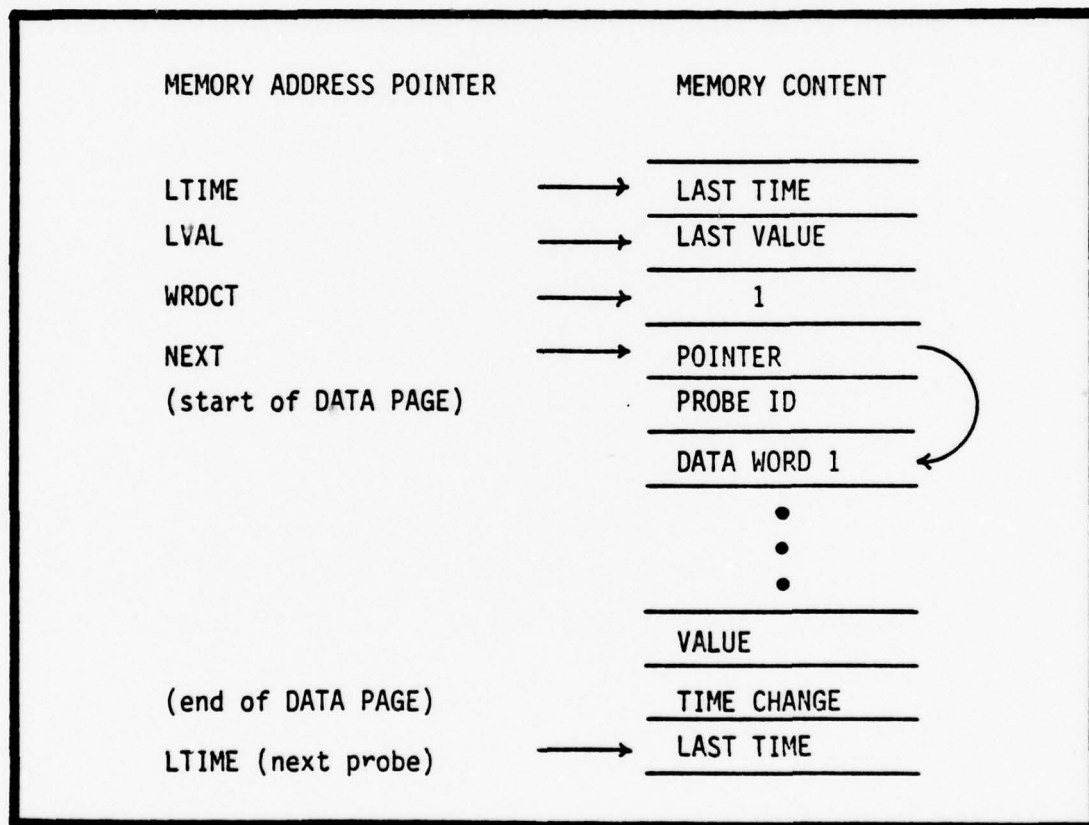 MEMORY ADDRESS POINTER MEMORY CONTENT
LTIME LAST TIME
LVAL LAST VALUE
WRDCT 1
NEXT POINTER
(start of DATA PAGE) PROBE ID
DATA WORD 1
VALUE
(end of DATA PAGE) TIME CHANGE
LTIME (next probe) LAST TIME